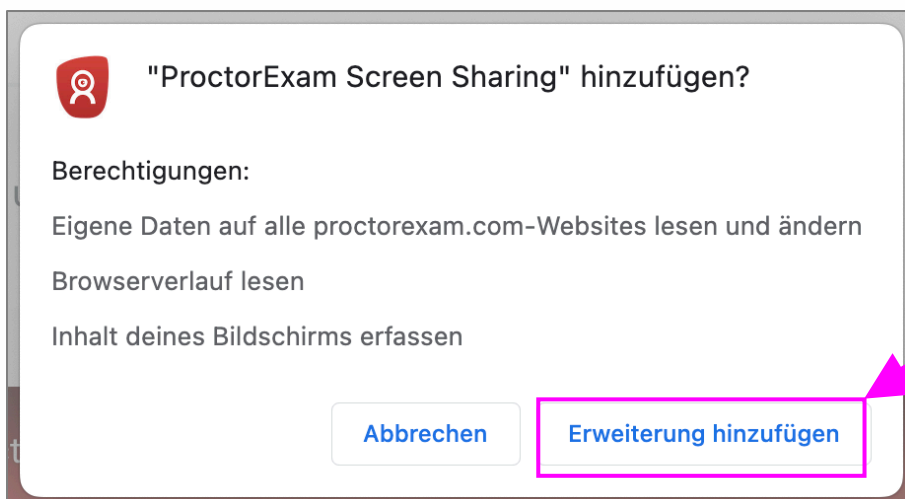 "ProctorExam Screen Sharing" hinzufügen?
Berechtigungen:
Eigene Daten auf alle proctorexam.com-Websites lesen und ändern
Browserverlauf lesen
Inhalt deines Bildschirms erfassen
Abbrechen
Erweiterung hinzufügen